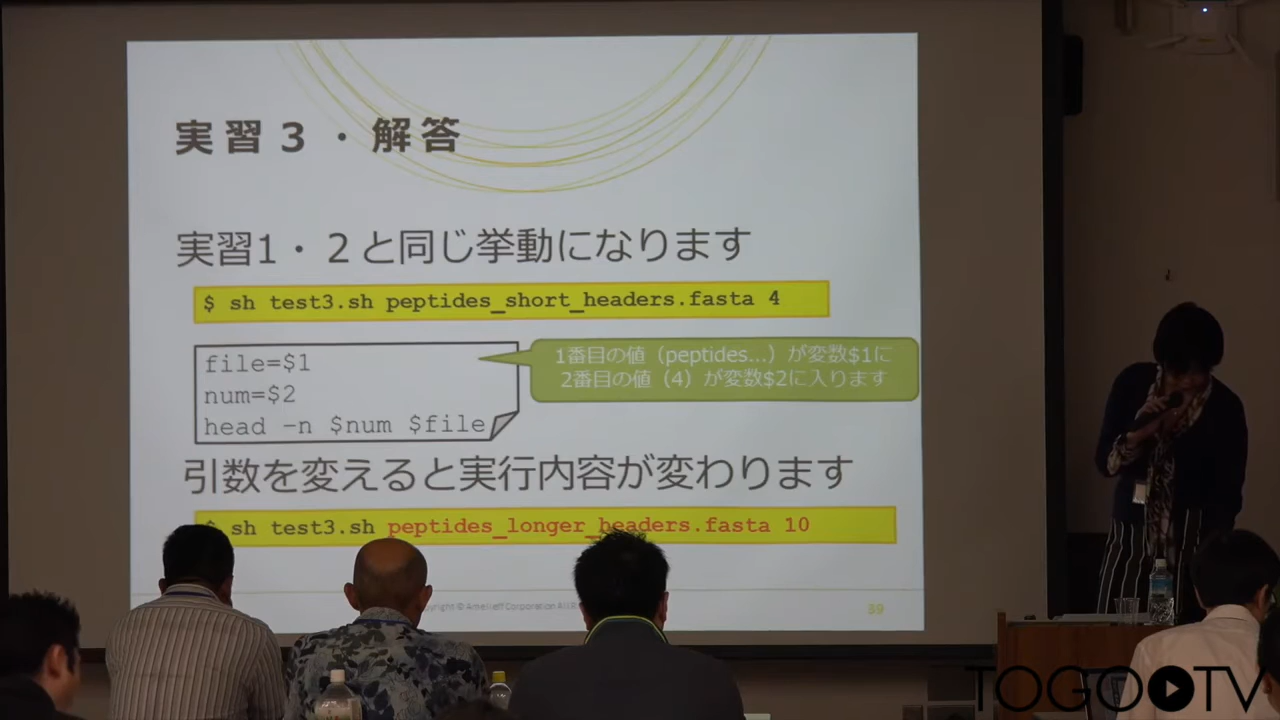 実習３・解答
実習1・２と同じ挙動になります
$ sh test3.sh peptides_short_headers.fasta 4
file=$1
num=$2
head -n $num $file
1番目の値（peptides…）が変数$1に
2番目の値（4）が変数$2に入ります
引数を変えると実行内容が変わります
$ sh test3.sh peptides_longer_headers.fasta 10
Copyright © Amelieff Corporation All
39
TOGOTV